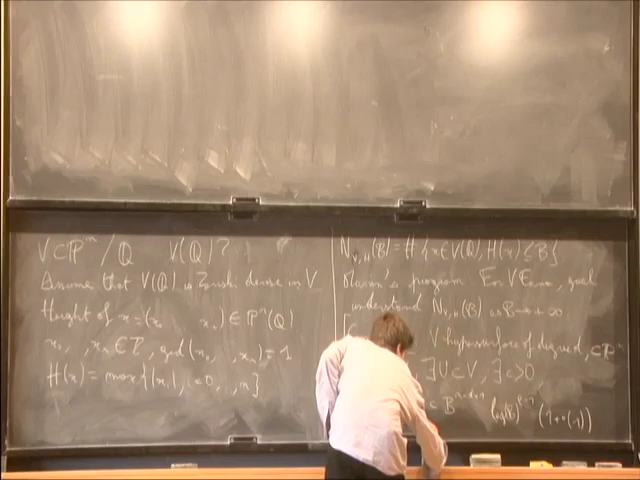 V⊂ℙⁿ/Q V(Q)?
Assume that V(Q) is Zariski dense in V
Height of x=(x₀ xₙ)∈ℙⁿ(Q)
x₀, ,xₙ∈ℤ, gcd(x₀, ,xₙ)=1
H(x)=max{|xᵢ|, i=0, ,n}
N_{V,H}(B)=#{x∈V(Q), H(x)≤B}
Manin's program For V Fano, goal
understand N_{V,H}(B) as B→+∞
V hypersurface of degree d, ⊂ℙⁿ
∃U⊂V, ∃c>0
c B^{n-d+1} log(B) (1+o(1))